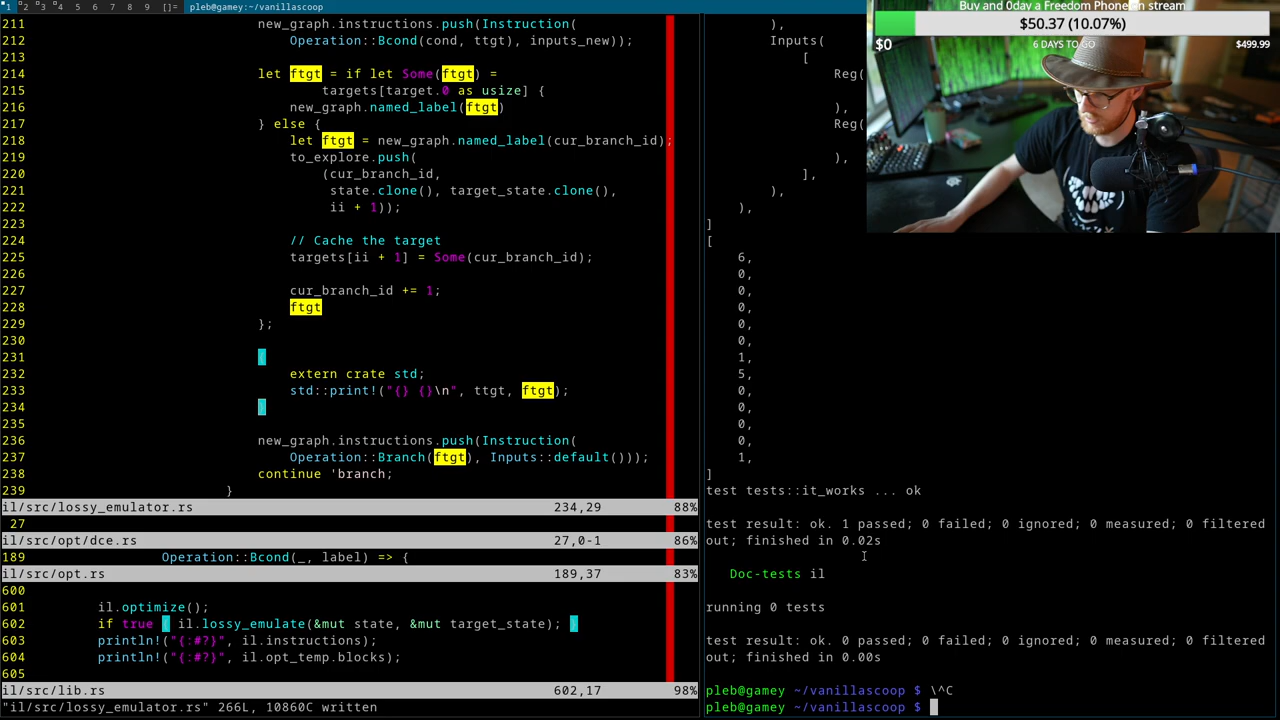 1 2 3 4 5 6 7 8 9 []= pleb@gamey:~/vanillascoop
211 new_graph.instructions.push(Instruction(
212 Operation::Bcond(cond, ttgt), inputs_new));
213
214 let ftgt = if let Some(ftgt) =
215 targets[target.0 as usize] {
216 new_graph.named_label(ftgt)
217 } else {
218 let ftgt = new_graph.named_label(cur_branch_id);
219 to_explore.push(
220 (cur_branch_id,
221 state.clone(), target_state.clone(),
222 ii + 1));
223
224 // Cache the target
225 targets[ii + 1] = Some(cur_branch_id);
226
227 cur_branch_id += 1;
228 ftgt
229 };
230
231 {
232 extern crate std;
233 std::print!("{} {}\n", ttgt, ftgt);
234 }
235
236 new_graph.instructions.push(Instruction(
237 Operation::Branch(ftgt), Inputs::default()));
238 continue 'branch;
239 }
il/src/lossy_emulator.rs 234,29 88%
27
il/src/opt/dce.rs 27,0-1 86%
189 Operation::Bcond(_, label) => {
il/src/opt.rs 189,37 83%
600
601 il.optimize();
602 if true { il.lossy_emulate(&mut state, &mut target_state); }
603 println!("{:#?}", il.instructions);
604 println!("{:#?}", il.opt_temp.blocks);
605
il/src/lib.rs 602,17 98%
"il/src/lossy_emulator.rs" 266L, 10860C written
),
Inputs(
[
Reg(
),
Reg(
),
],
),
),
]
[
6,
0,
0,
0,
0,
0,
1,
5,
0,
0,
0,
0,
1,
]
test tests::it_works ... ok
test result: ok. 1 passed; 0 failed; 0 ignored; 0 measured; 0 filtered
out; finished in 0.02s
Doc-tests il
running 0 tests
test result: ok. 0 passed; 0 failed; 0 ignored; 0 measured; 0 filtered
out; finished in 0.00s
pleb@gamey ~/vanillascoop $ \^C
pleb@gamey ~/vanillascoop $
Buy and 0day a Freedom Phone on stream
$50.37 (10.07%)
$0 6 DAYS TO GO $499.99